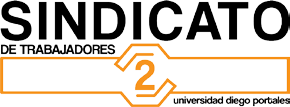 SINDICATO
DE TRABAJADORES
2
universidad diego portales